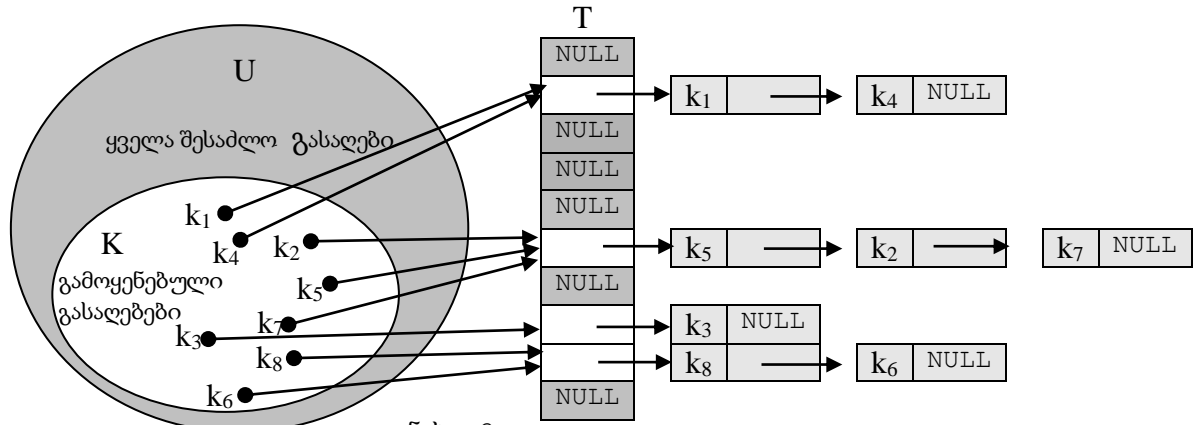 T
NULL
U
k₁ k₄ NULL
ყველა შესაძლო გასაღები
NULL
NULL
NULL
k₁
K k₄ k₂
k₅ k₂ k₇ NULL
გამოყენებული
გასაღებები
k₅
NULL
k₃ k₇
k₃ NULL
k₈
k₈ k₆ NULL
k₆
NULL